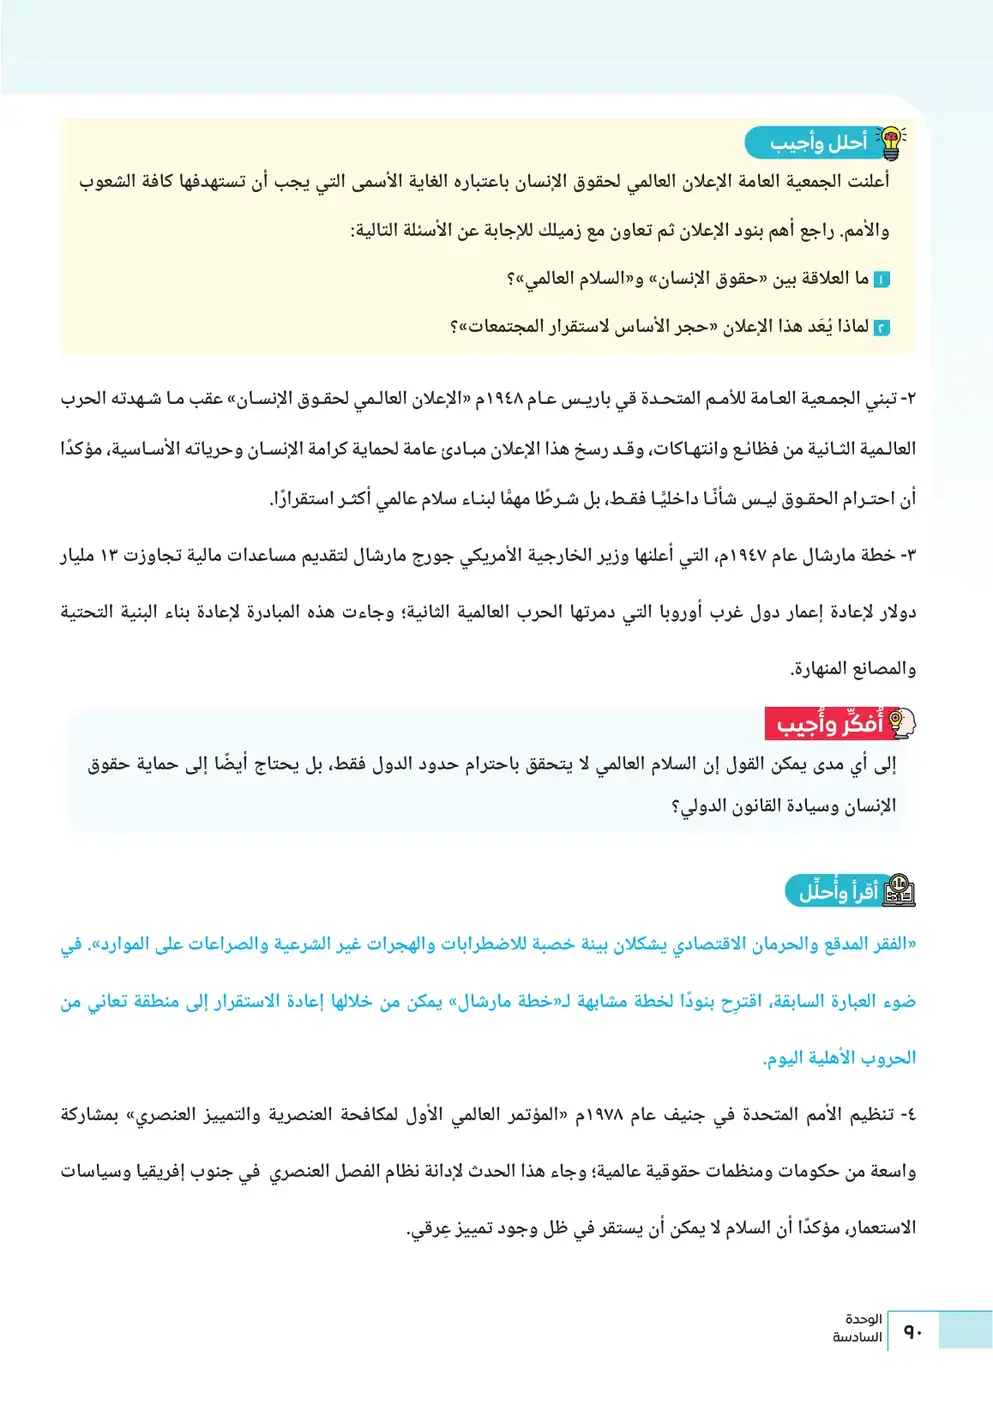 أحلل وأجيب
أعلنت الجمعية العامة الإعلان العالمي لحقوق الإنسان باعتباره الغاية الأسمى التي يجب أن تستهدفها كافة الشعوب
والأمم. راجع أهم بنود الإعلان ثم تعاون مع زميلك للإجابة عن الأسئلة التالية:
١ ما العلاقة بين «حقوق الإنسان» و«السلام العالمي»؟
٢ لماذا يُعَد هذا الإعلان «حجر الأساس لاستقرار المجتمعات»؟
٢- تبني الجمعية العامة للأمم المتحدة قي باريس عام ١٩٤٨م «الإعلان العالمي لحقوق الإنسان» عقب ما شهدته الحرب
العالمية الثانية من فظائع وانتهاكات، وقد رسخ هذا الإعلان مبادئ عامة لحماية كرامة الإنسان وحرياته الأساسية، مؤكدًا
أن احترام الحقوق ليس شأنًا داخليًا فقط، بل شرطًا مهمًا لبناء سلام عالمي أكثر استقرارًا.
٣- خطة مارشال عام ١٩٤٧م، التي أعلنها وزير الخارجية الأمريكي جورج مارشال لتقديم مساعدات مالية تجاوزت ١٣ مليار
دولار لإعادة إعمار دول غرب أوروبا التي دمرتها الحرب العالمية الثانية؛ وجاءت هذه المبادرة لإعادة بناء البنية التحتية
والمصانع المنهارة.
أُفكِّر وأُجيب
إلى أي مدى يمكن القول إن السلام العالمي لا يتحقق باحترام حدود الدول فقط، بل يحتاج أيضًا إلى حماية حقوق
الإنسان وسيادة القانون الدولي؟
أقرأ وأُحلِّل
«الفقر المدقع والحرمان الاقتصادي يشكلان بيئة خصبة للاضطرابات والهجرات غير الشرعية والصراعات على الموارد». في
ضوء العبارة السابقة، اقترِح بنودًا لخطة مشابهة لـ«خطة مارشال» يمكن من خلالها إعادة الاستقرار إلى منطقة تعاني من
الحروب الأهلية اليوم.
٤- تنظيم الأمم المتحدة في جنيف عام ١٩٧٨م «المؤتمر العالمي الأول لمكافحة العنصرية والتمييز العنصري» بمشاركة
واسعة من حكومات ومنظمات حقوقية عالمية؛ وجاء هذا الحدث لإدانة نظام الفصل العنصري في جنوب إفريقيا وسياسات
الاستعمار، مؤكدًا أن السلام لا يمكن أن يستقر في ظل وجود تمييز عِرقي.
الوحدة
السادسة
٩٠